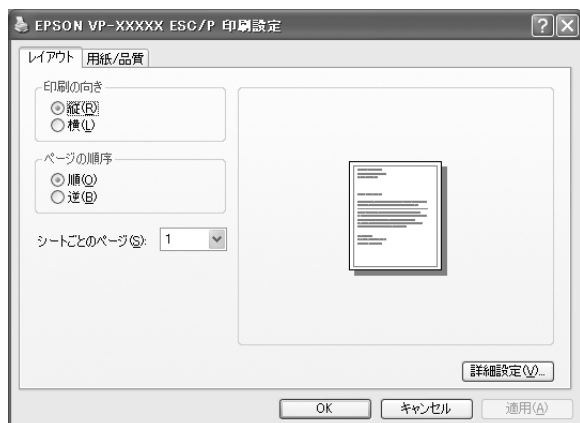 EPSON VP-XXXXX ESC/P 印刷設定
レイアウト 用紙/品質
印刷の向き
縦(R)
横(L)
ページの順序
順(O)
逆(B)
シートごとのページ(S): 1
詳細設定(V)...
OK キャンセル 適用(A)